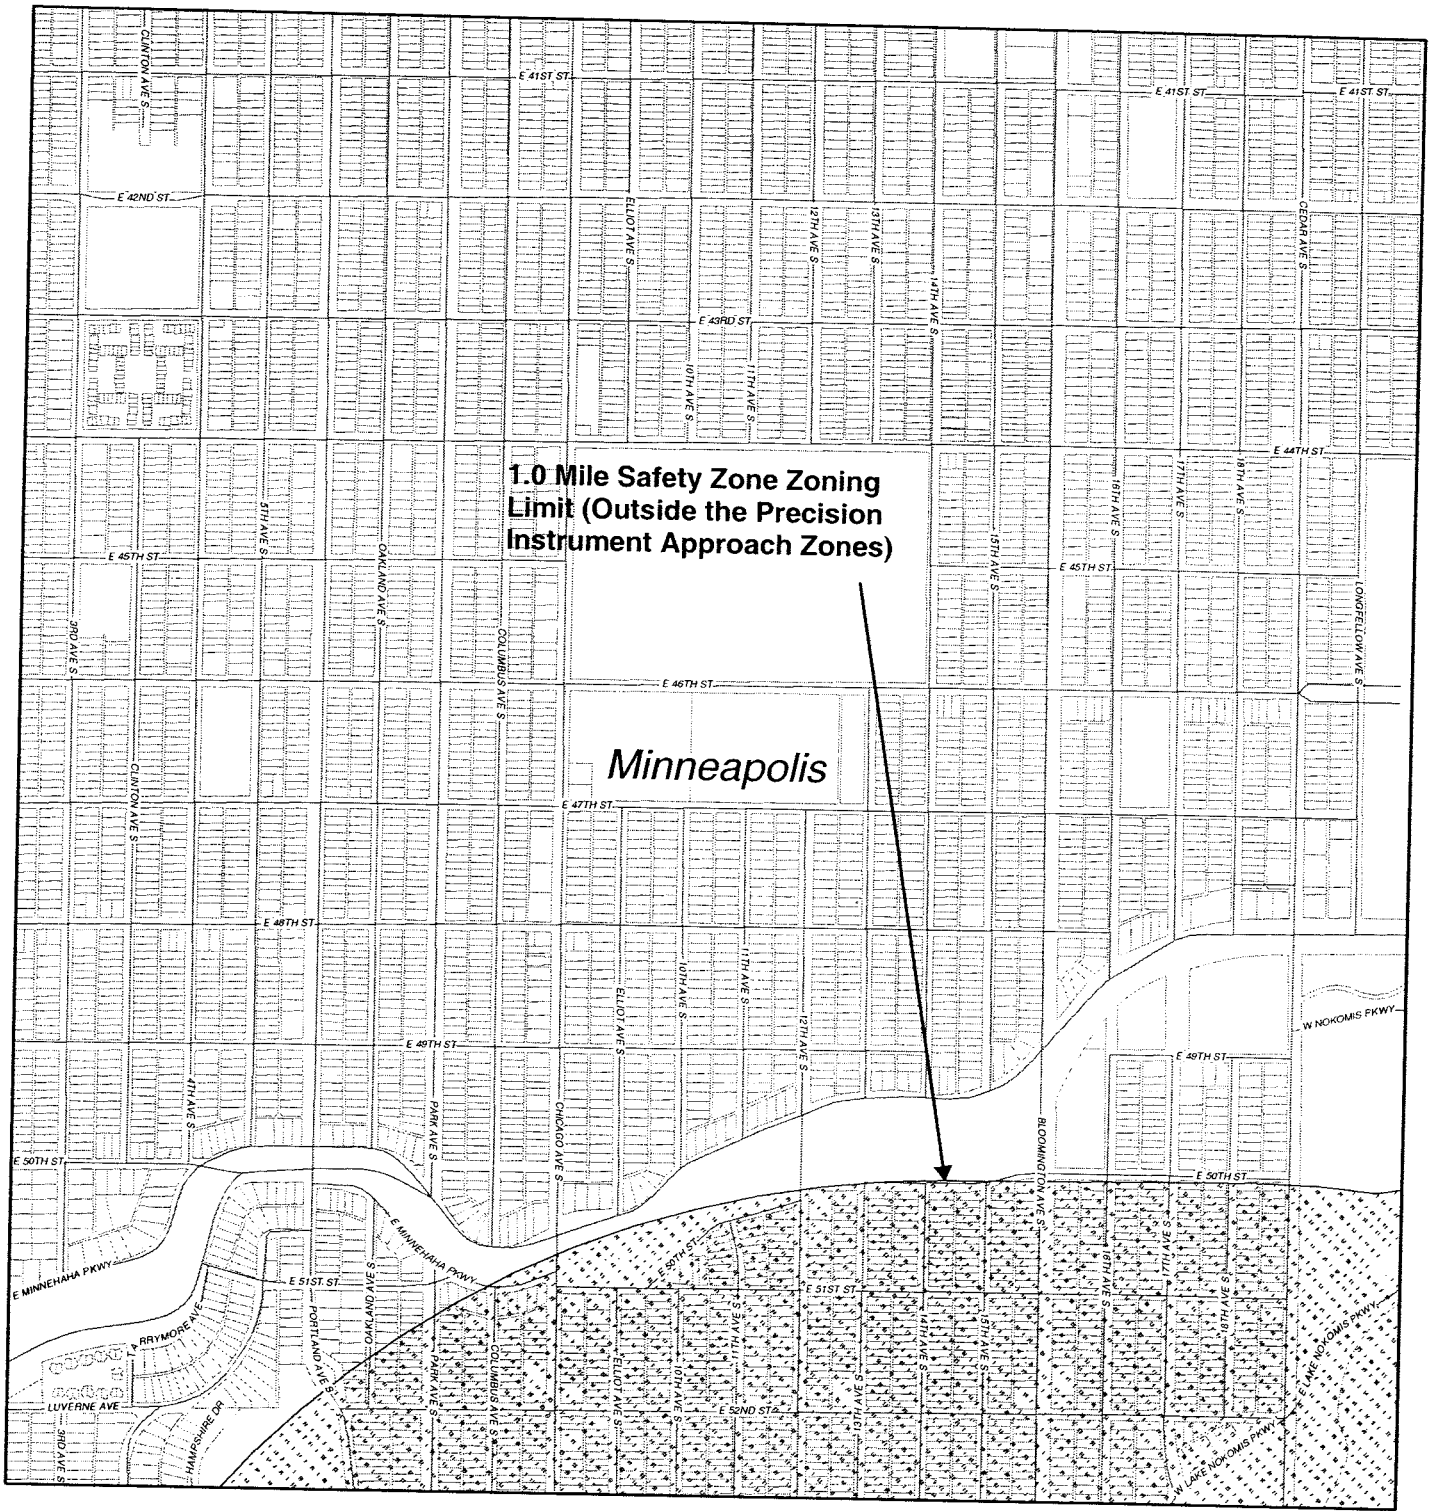 CLINTON AVE S
E 41ST ST
E 41ST ST
E 41ST ST
E 42ND ST
ELLIOT AVE S
12TH AVE S
13TH AVE S
14TH AVE S
CEDAR AVE S
E 43RD ST
10TH AVE S
11TH AVE S
E 44TH ST
1.0 Mile Safety Zone Zoning
Limit (Outside the Precision
Instrument Approach Zones)
5TH AVE S
OAKLAND AVE S
15TH AVE S
16TH AVE S
17TH AVE S
18TH AVE S
E 45TH ST
E 45TH ST
3RD AVE S
COLUMBUS AVE S
LONGFELLOW AVE S
E 46TH ST
Minneapolis
CLINTON AVE S
E 47TH ST
E 48TH ST
ELLIOT AVE S
10TH AVE S
11TH AVE S
12TH AVE S
W NOKOMIS PKWY
E 49TH ST
E 49TH ST
4TH AVE S
PARK AVE S
CHICAGO AVE S
BLOOMINGTON AVE S
E 50TH ST
E 50TH ST
E MINNEHAHA PKWY
E MINNEHAHA PKWY
E 50TH ST
17TH AVE S
16TH AVE S
18TH AVE S
E 51ST ST
E 51ST ST
PORTLAND AVE S
OAKLAND AVE S
PARK AVE S
COLUMBUS AVE S
ELLIOT AVE S
10TH AVE S
11TH AVE S
13TH AVE S
14TH AVE S
15TH AVE S
E LAKE NOKOMIS PKWY
LUVERNE AVE
E 52ND ST
3RD AVE S
HAMPSHIRE DR
W LAKE NOKOMIS PKWY